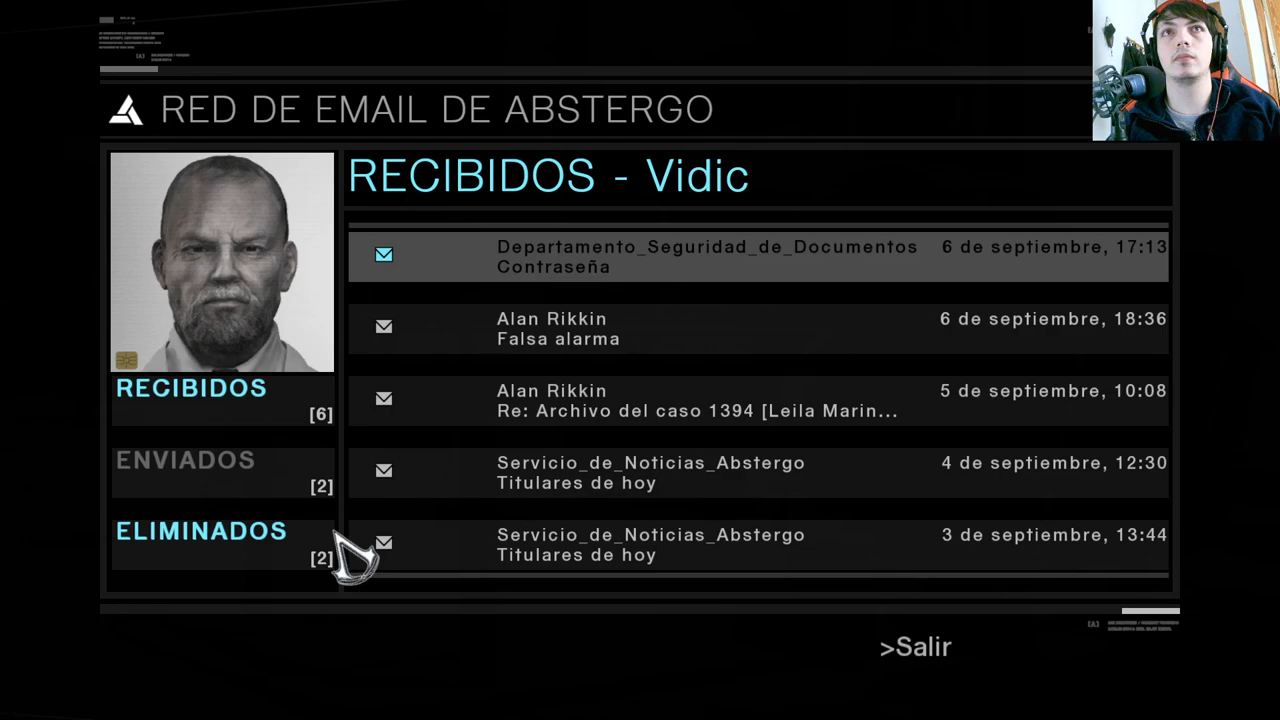 RED DE EMAIL DE ABSTERGO
RECIBIDOS - Vidic
Departamento_Seguridad_de_Documentos 6 de septiembre, 17:13
Contraseña
Alan Rikkin 6 de septiembre, 18:36
Falsa alarma
Alan Rikkin 5 de septiembre, 10:08
Re: Archivo del caso 1394 [Leila Marin...
Servicio_de_Noticias_Abstergo 4 de septiembre, 12:30
Titulares de hoy
Servicio_de_Noticias_Abstergo 3 de septiembre, 13:44
Titulares de hoy
RECIBIDOS
[6]
ENVIADOS
[2]
ELIMINADOS
[2]
>Salir